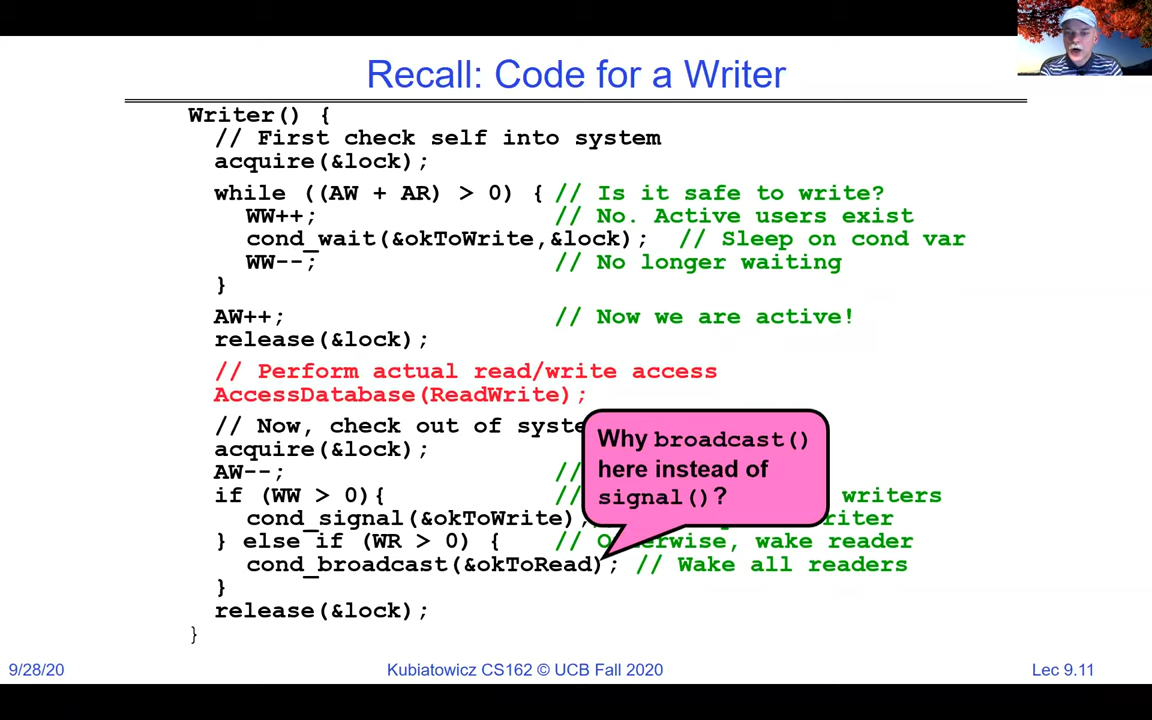 Recall: Code for a Writer
Writer() {
// First check self into system
acquire(&lock);
while ((AW + AR) > 0) { // Is it safe to write?
WW++; // No. Active users exist
cond_wait(&okToWrite,&lock); // Sleep on cond var
WW--; // No longer waiting
}
AW++; // Now we are active!
release(&lock);
// Perform actual read/write access
AccessDatabase(ReadWrite);
// Now, check out of
acquire(&lock);
AW--; //
if (WW > 0){ // writers
cond_signal(&okToWrite);
} else if (WR > 0) { // wake reader
cond_broadcast(&okToRead); // Wake all readers
}
release(&lock);
}
Why broadcast()
here instead of
signal()?
9/28/20 Kubiatowicz CS162 © UCB Fall 2020 Lec 9.11